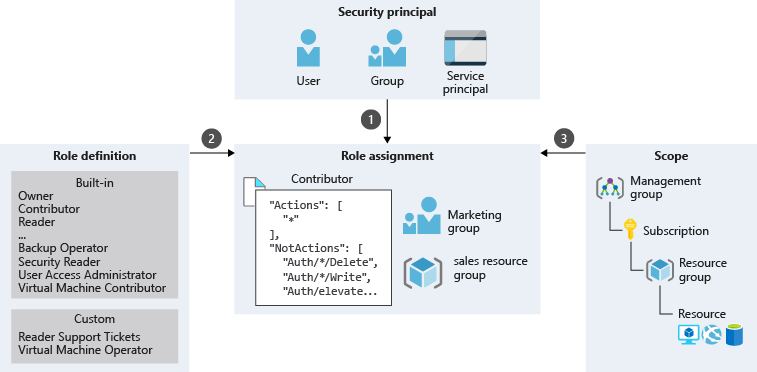 Security principal
User
Group
Service
principal
1
2
3
Role definition
Built-in
Owner
Contributor
Reader
...
Backup Operator
Security Reader
User Access Administrator
Virtual Machine Contributor
Custom
Reader Support Tickets
Virtual Machine Operator
Role assignment
Contributor
"Actions": [
"*"
],
"NotActions": [
"Auth/*/Delete",
"Auth/*/Write",
"Auth/elevate...
Marketing
group
sales resource
group
Scope
Management
group
Subscription
Resource
group
Resource